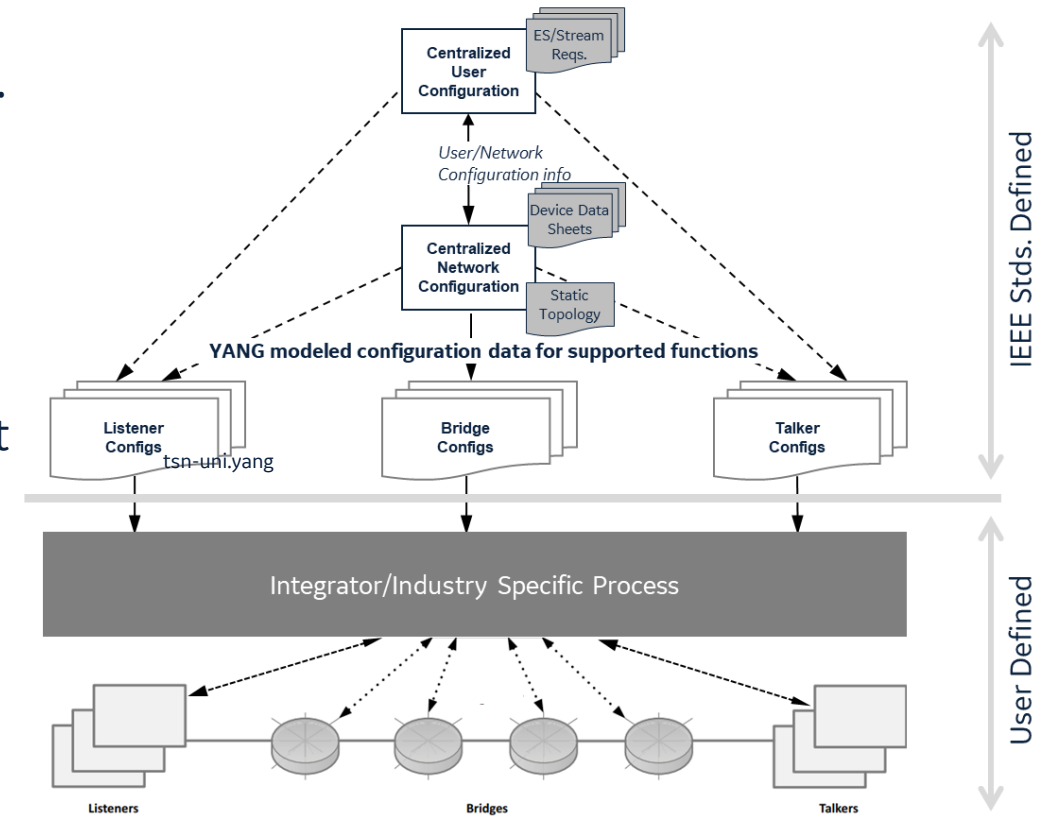 ES/Stream
Reqs.
Centralized
User
Configuration
.
User/Network
Configuration info
Device Data
Sheets
Centralized
Network
Configuration
Static
Topology
YANG modeled configuration data for supported functions
IEEE Stds. Defined
Listener
Configs
Bridge
Configs
Talker
Configs
t
tsn-uni.yang
Integrator/Industry Specific Process
User Defined
Listeners
Bridges
Talkers